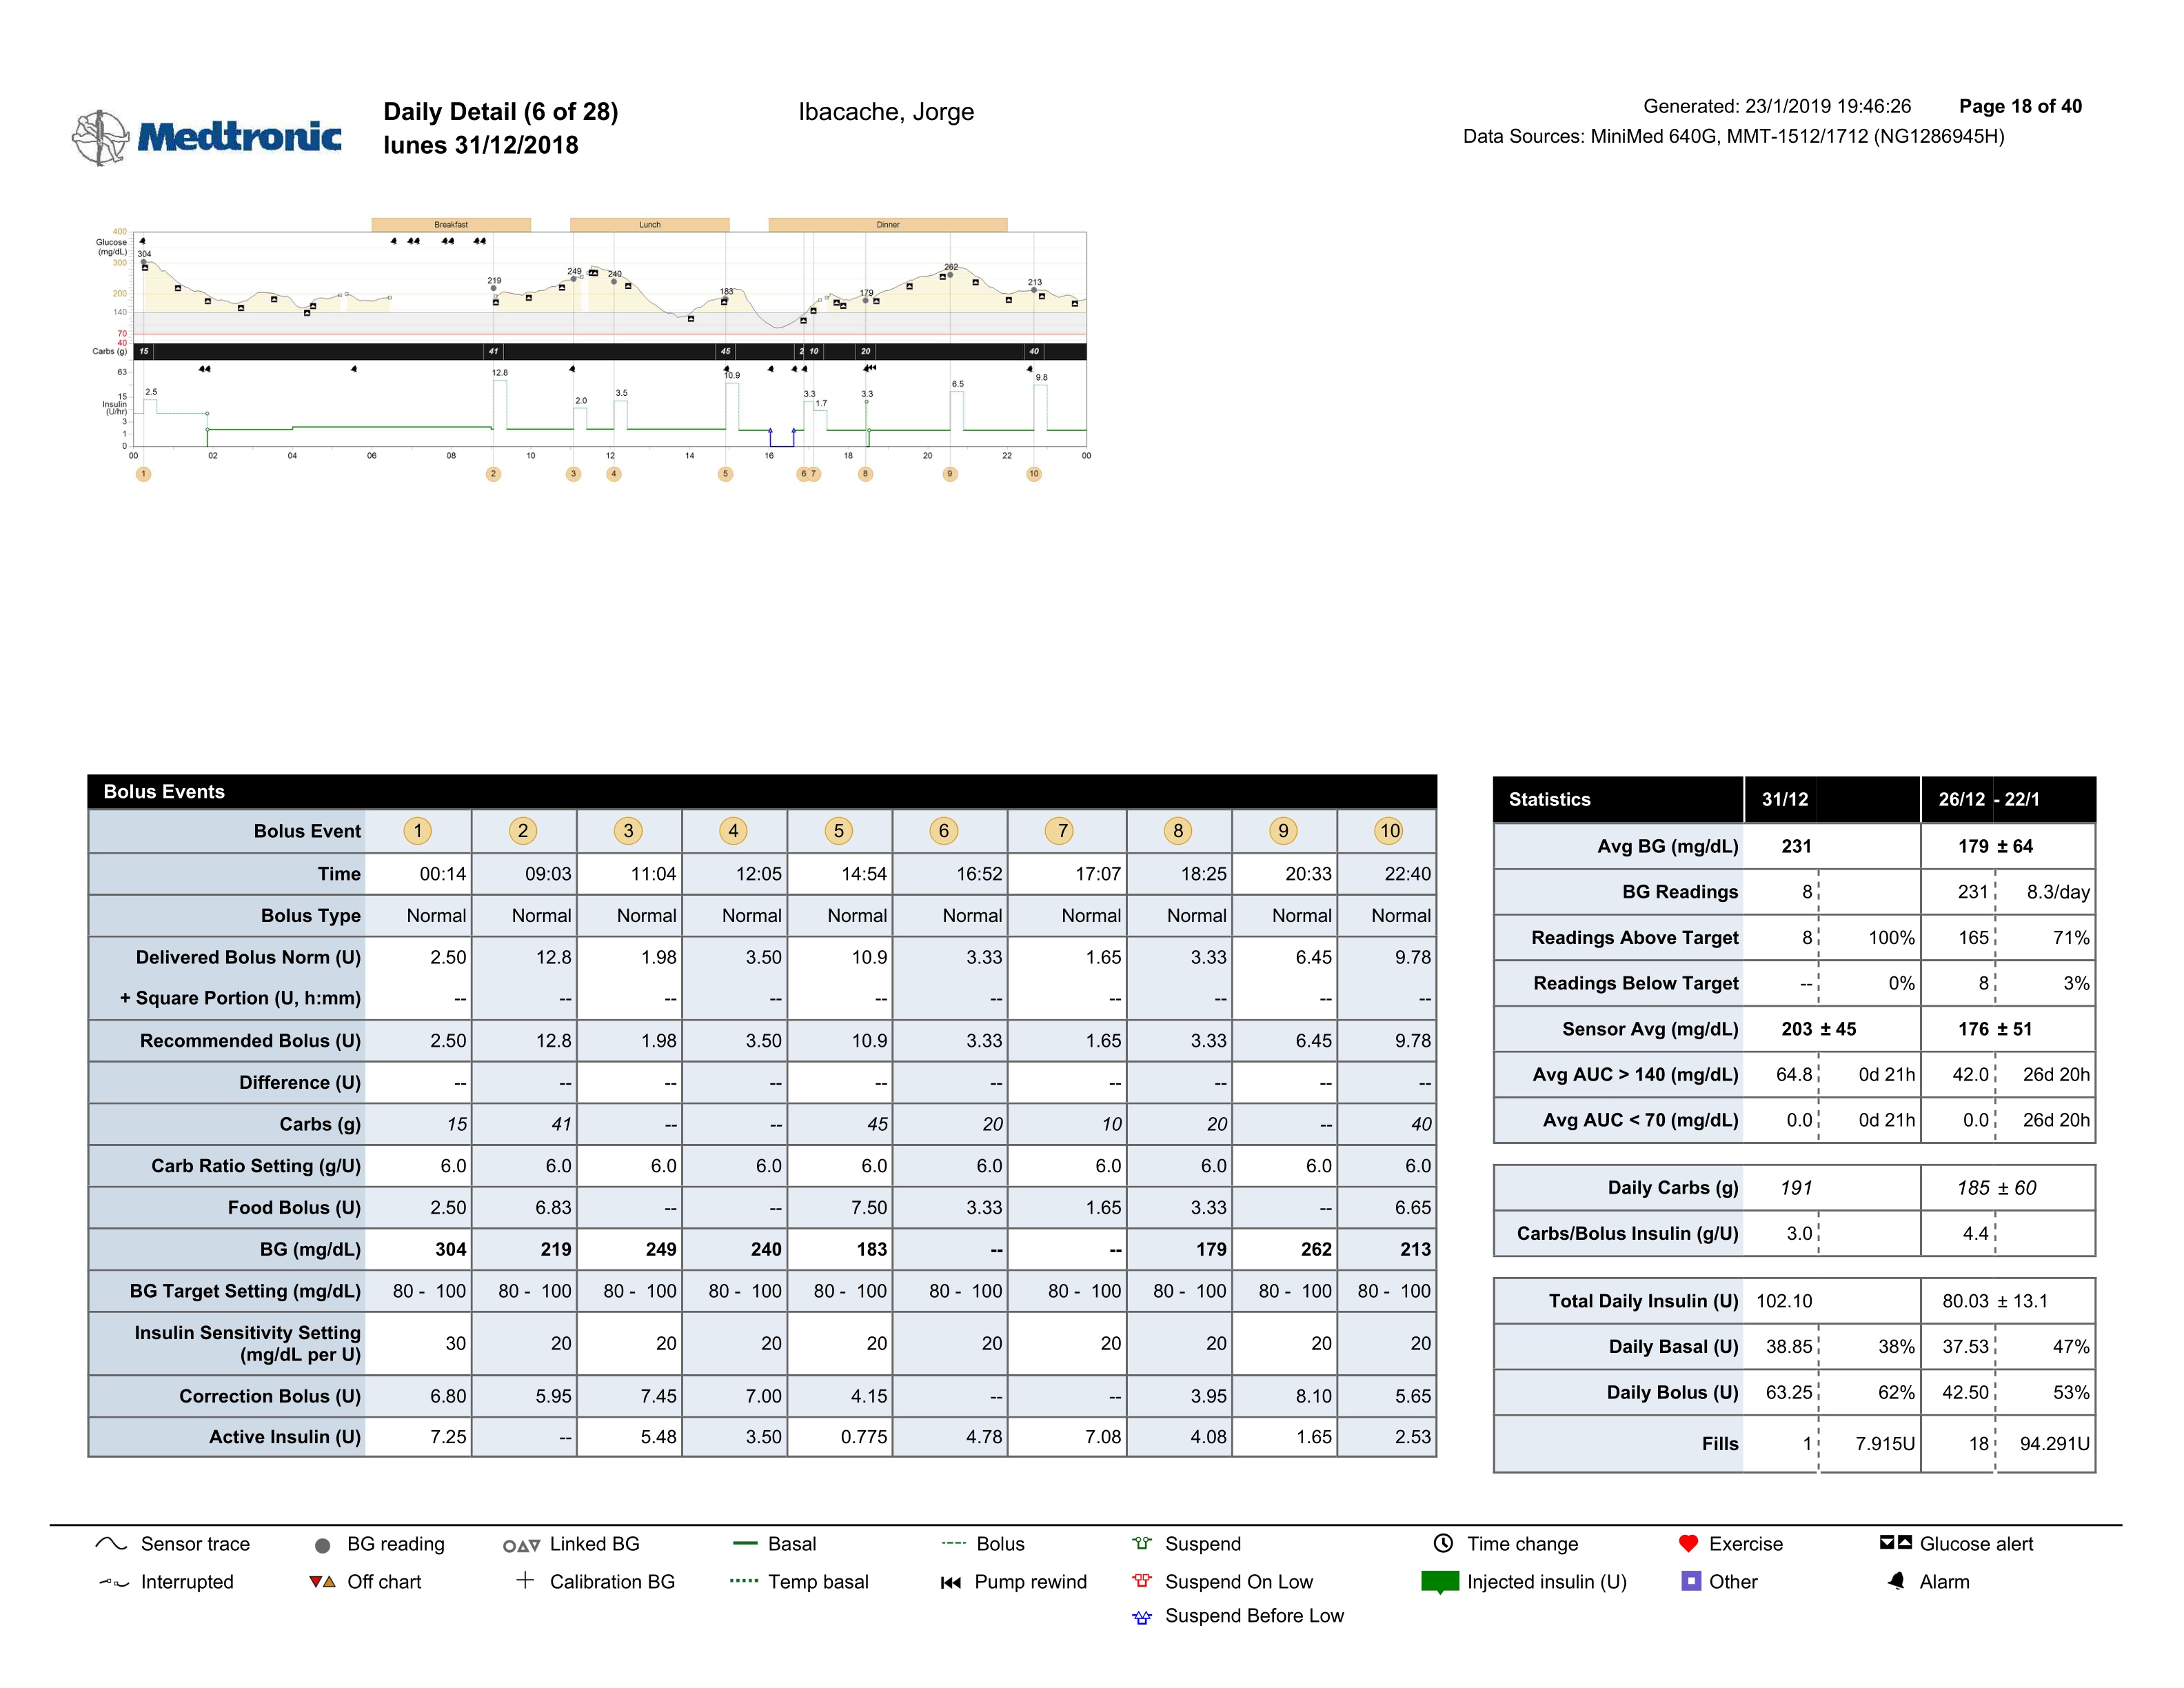 Medtronic
Daily Detail (6 of 28)
lunes 31/12/2018
Ibacache, Jorge
Generated: 23/1/2019 19:46:26 Page 18 of 40
Data Sources: MiniMed 640G, MMT-1512/1712 (NG1286945H)
Breakfast Lunch Dinner
400
Glucose
(mg/dL)
300
200
140
70
40
304 219 249 240 183 179 262 213
Carbs (g) 15 41 45 2 10 20 40
63
15
Insulin
(U/hr)
3
1
0
2.5 12.8 2.0 3.5 10.9 3.3 1.7 3.3 6.5 9.8
00 02 04 06 08 10 12 14 16 18 20 22 00
1 2 3 4 5 6 7 8 9 10
Bolus Events
Bolus Event 1 2 3 4 5 6 7 8 9 10
Time 00:14 09:03 11:04 12:05 14:54 16:52 17:07 18:25 20:33 22:40
Bolus Type Normal Normal Normal Normal Normal Normal Normal Normal Normal Normal
Delivered Bolus Norm (U) 2.50 12.8 1.98 3.50 10.9 3.33 1.65 3.33 6.45 9.78
+ Square Portion (U, h:mm) -- -- -- -- -- -- -- -- -- --
Recommended Bolus (U) 2.50 12.8 1.98 3.50 10.9 3.33 1.65 3.33 6.45 9.78
Difference (U) -- -- -- -- -- -- -- -- -- --
Carbs (g) 15 41 -- -- 45 20 10 20 -- 40
Carb Ratio Setting (g/U) 6.0 6.0 6.0 6.0 6.0 6.0 6.0 6.0 6.0 6.0
Food Bolus (U) 2.50 6.83 -- -- 7.50 3.33 1.65 3.33 -- 6.65
BG (mg/dL) 304 219 249 240 183 -- -- 179 262 213
BG Target Setting (mg/dL) 80 - 100 80 - 100 80 - 100 80 - 100 80 - 100 80 - 100 80 - 100 80 - 100 80 - 100 80 - 100
Insulin Sensitivity Setting
(mg/dL per U) 30 20 20 20 20 20 20 20 20 20
Correction Bolus (U) 6.80 5.95 7.45 7.00 4.15 -- -- 3.95 8.10 5.65
Active Insulin (U) 7.25 -- 5.48 3.50 0.775 4.78 7.08 4.08 1.65 2.53
Statistics 31/12 26/12 - 22/1
Avg BG (mg/dL) 231 179 ± 64
BG Readings 8 231 8.3/day
Readings Above Target 8 100% 165 71%
Readings Below Target -- 0% 8 3%
Sensor Avg (mg/dL) 203 ± 45 176 ± 51
Avg AUC > 140 (mg/dL) 64.8 0d 21h 42.0 26d 20h
Avg AUC < 70 (mg/dL) 0.0 0d 21h 0.0 26d 20h
Daily Carbs (g) 191 185 ± 60
Carbs/Bolus Insulin (g/U) 3.0 4.4
Total Daily Insulin (U) 102.10 80.03 ± 13.1
Daily Basal (U) 38.85 38% 37.53 47%
Daily Bolus (U) 63.25 62% 42.50 53%
Fills 1 7.915U 18 94.291U
Sensor trace BG reading Linked BG Basal Bolus Suspend Time change Exercise Glucose alert
Interrupted Off chart Calibration BG Temp basal Pump rewind Suspend On Low Injected insulin (U) Other Alarm
Suspend Before Low